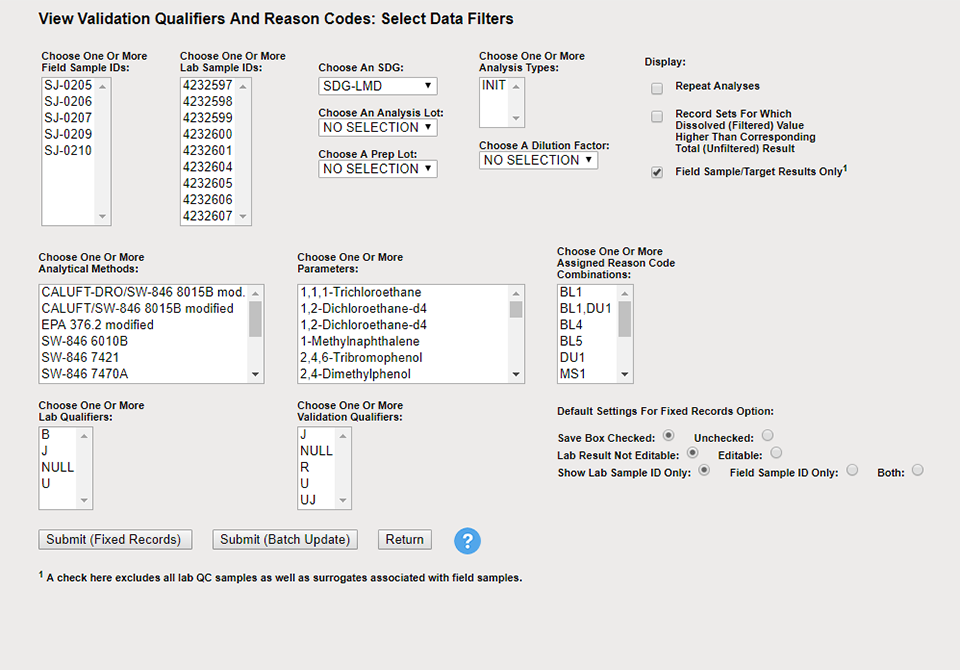 View Validation Qualifiers And Reason Codes: Select Data Filters
Choose One Or More
Field Sample IDs:
SJ-0205
SJ-0206
SJ-0207
SJ-0209
SJ-0210
Choose One Or More
Lab Sample IDs:
4232597
4232598
4232599
4232600
4232601
4232604
4232605
4232606
4232607
Choose An SDG:
SDG-LMD
Choose An Analysis Lot:
NO SELECTION
Choose A Prep Lot:
NO SELECTION
Choose One Or More
Analysis Types:
INIT
Choose A Dilution Factor:
NO SELECTION
Display:
Repeat Analyses
Record Sets For Which
Dissolved (Filtered) Value
Higher Than Corresponding
Total (Unfiltered) Result
Field Sample/Target Results Only1
Choose One Or More
Analytical Methods:
CALUFT-DRO/SW-846 8015B mod.
CALUFT/SW-846 8015B modified
EPA 376.2 modified
SW-846 6010B
SW-846 7421
SW-846 7470A
Choose One Or More
Parameters:
1,1,1-Trichloroethane
1,2-Dichloroethane-d4
1,2-Dichloroethane-d4
1-Methylnaphthalene
2,4,6-Tribromophenol
2,4-Dimethylphenol
Choose One Or More
Assigned Reason Code
Combinations:
BL1
BL1,DU1
BL4
BL5
DU1
MS1
Choose One Or More
Lab Qualifiers:
B
J
NULL
U
Choose One Or More
Validation Qualifiers:
J
NULL
R
U
UJ
Default Settings For Fixed Records Option:
Save Box Checked: Unchecked:
Lab Result Not Editable: Editable:
Show Lab Sample ID Only: Field Sample ID Only: Both:
Submit (Fixed Records) Submit (Batch Update) Return ?
1 A check here excludes all lab QC samples as well as surrogates associated with field samples.